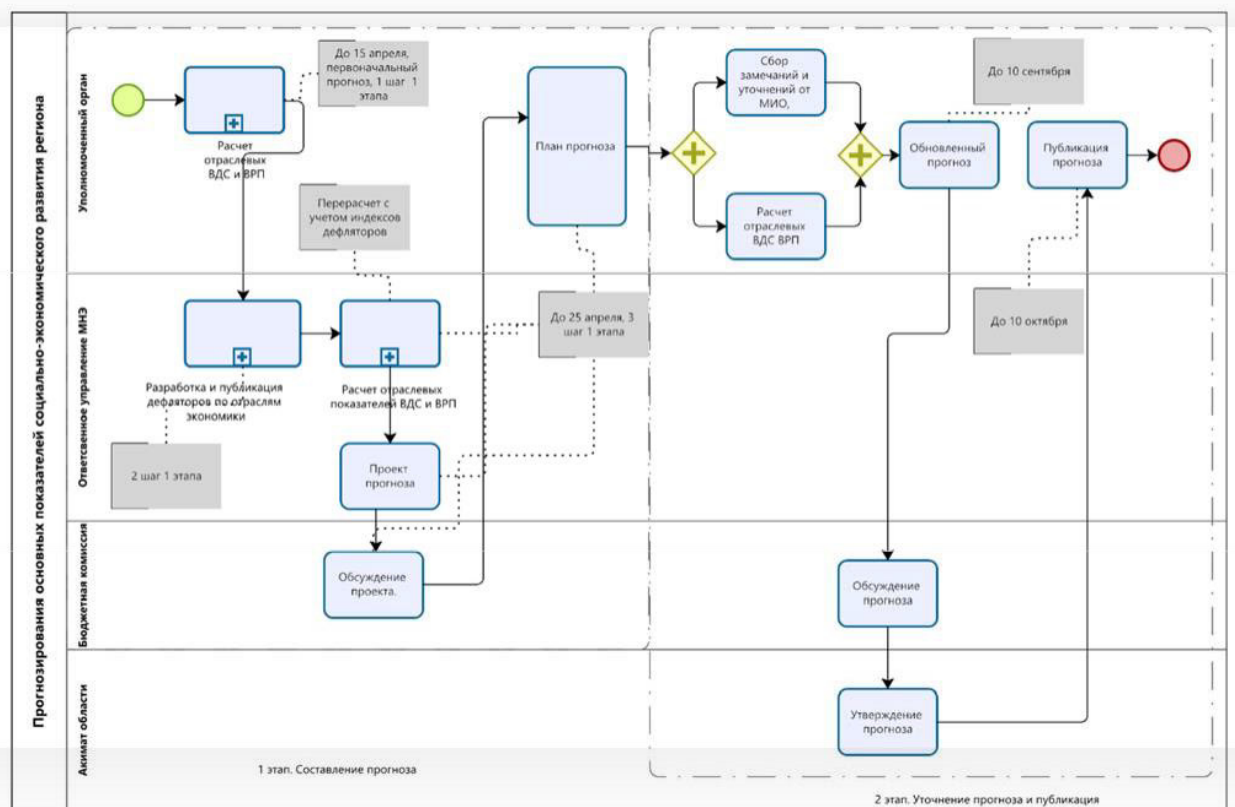 Прогнозирования основных показателей социально-экономического развития региона
Уполномоченный орган
До 15 апреля,
первоначальный
прогноз, 1 шаг 1
этапа
Расчет
отраслевых
ВДС и ВРП
Перерасчет с
учетом индексов
дефляторов
План прогноза
Сбор
замечаний и
уточнений от
МИО,
Расчет
отраслевых
ВДС ВРП
До 10 сентября
Обновленный
прогноз
Публикация
прогноза
Ответсвенное управление МНЭ
Разработка и публикация
дефляторов по отраслям
экономики
Расчет отраслевых
показателей ВДС и ВРП
До 25 апреля, 3
шаг 1 этапа
До 10 октября
2 шаг 1 этапа
Проект
прогноза
Бюджетная комиссия
Обсуждение
проекта.
Обсуждение
прогноза
Акимат области
Утверждение
прогноза
1 этап. Составление прогноза
2 этап. Уточнение прогноза и публикация